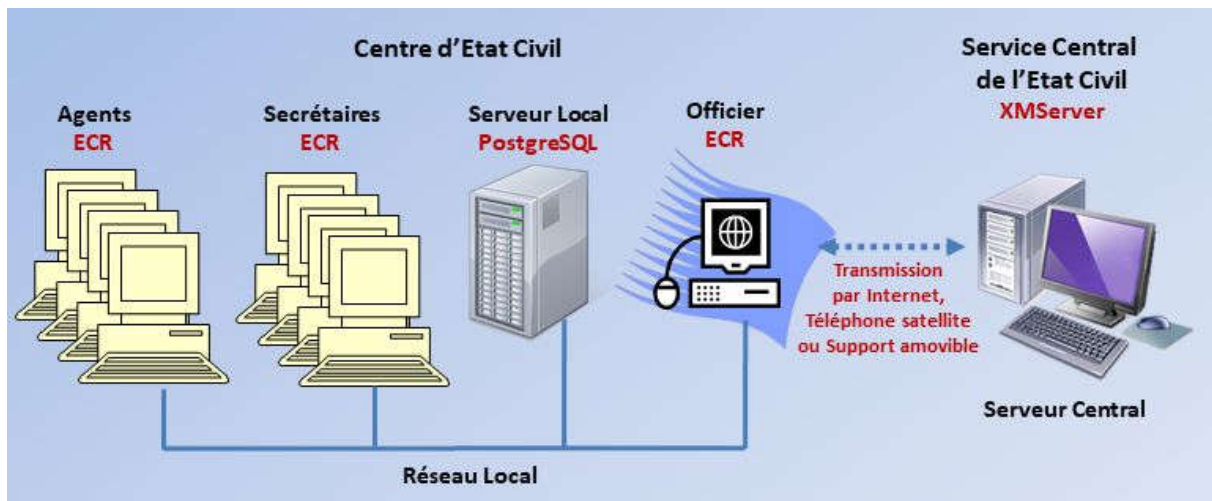 Centre d'Etat Civil
Service Central
de l'Etat Civil
XMServer
Agents
ECR
Secrétaires
ECR
Serveur Local
PostgreSQL
Officier
ECR
Transmission
par Internet,
Téléphone satellite
ou Support amovible
Serveur Central
Réseau Local